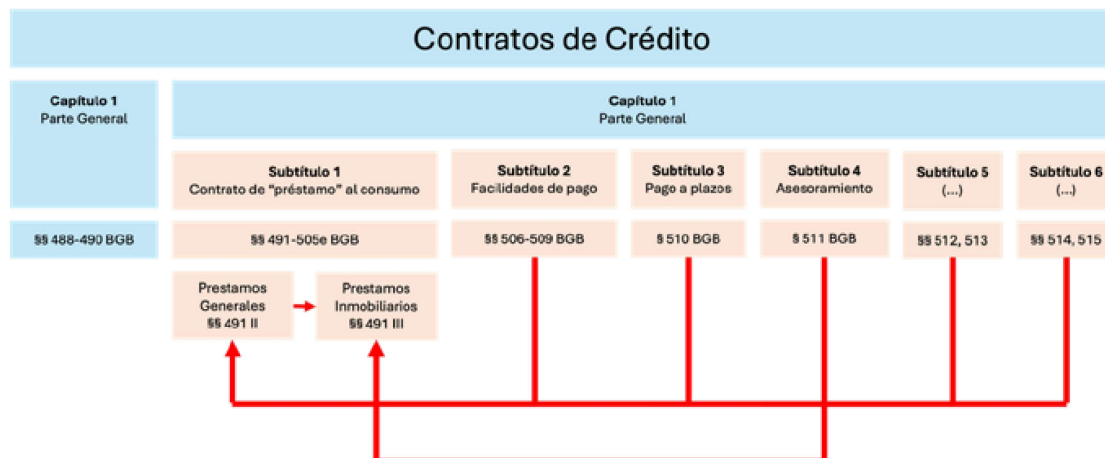 Contratos de Crédito
Capítulo 1
Parte General
Capítulo 1
Parte General
Subtítulo 1
Contrato de “préstamo” al consumo
Subtítulo 2
Facilidades de pago
Subtítulo 3
Pago a plazos
Subtítulo 4
Asesoramiento
Subtítulo 5
(...)
Subtítulo 6
(...)
§§ 488-490 BGB
§§ 491-505e BGB
§§ 506-509 BGB
§ 510 BGB
§ 511 BGB
§§ 512, 513
§§ 514, 515
Prestamos
Generales
§§ 491 II
Prestamos
Inmobiliarios
§§ 491 III